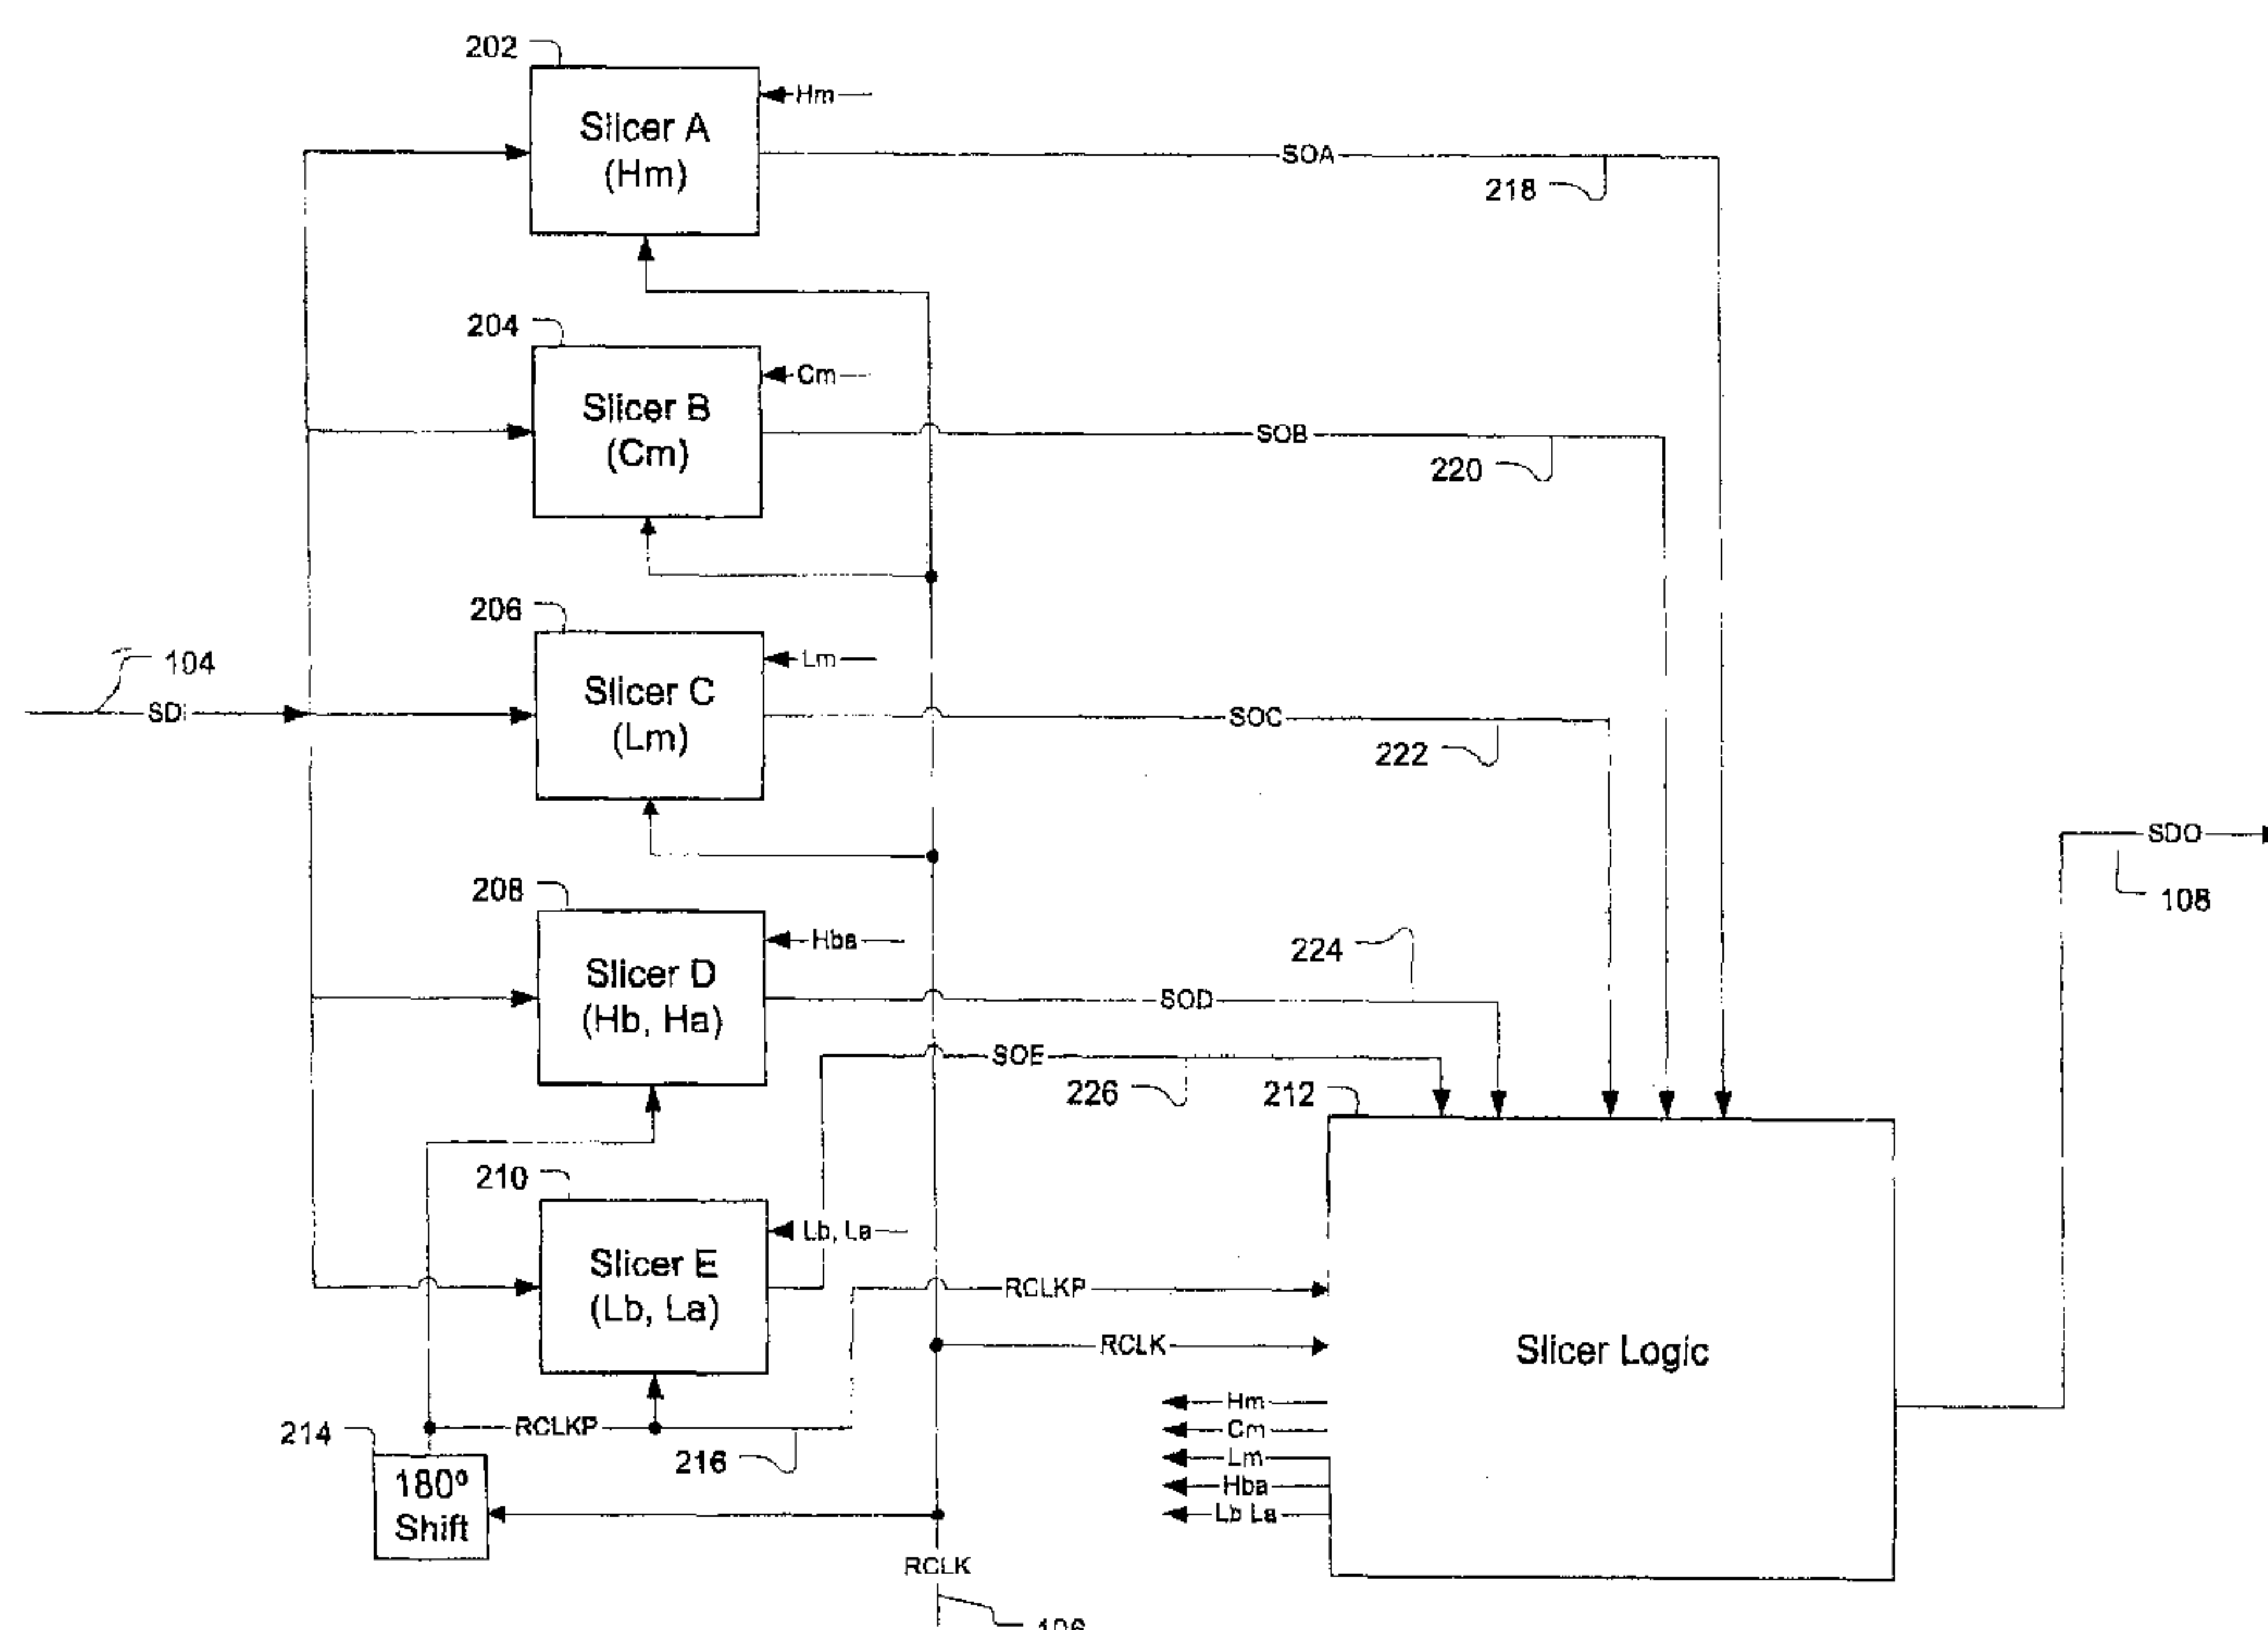 202
Hm
Slicer A
(Hm)
SOA
218
204
Cm
Slicer B
(Cm)
SOB
220
206
Lm
104
SDI
Slicer C
(Lm)
SOC
222
SDO
108
208
Hba
Slicer D
(Hb, Ha)
224
SOD
SOE
226
212
210
Lb, La
Slicer E
(Lb, La)
RCLKP
RCLK
Slicer Logic
Hm
Cm
Lm
Hba
Lb La
214
RCLKP
216
180º
Shift
RCLK
106